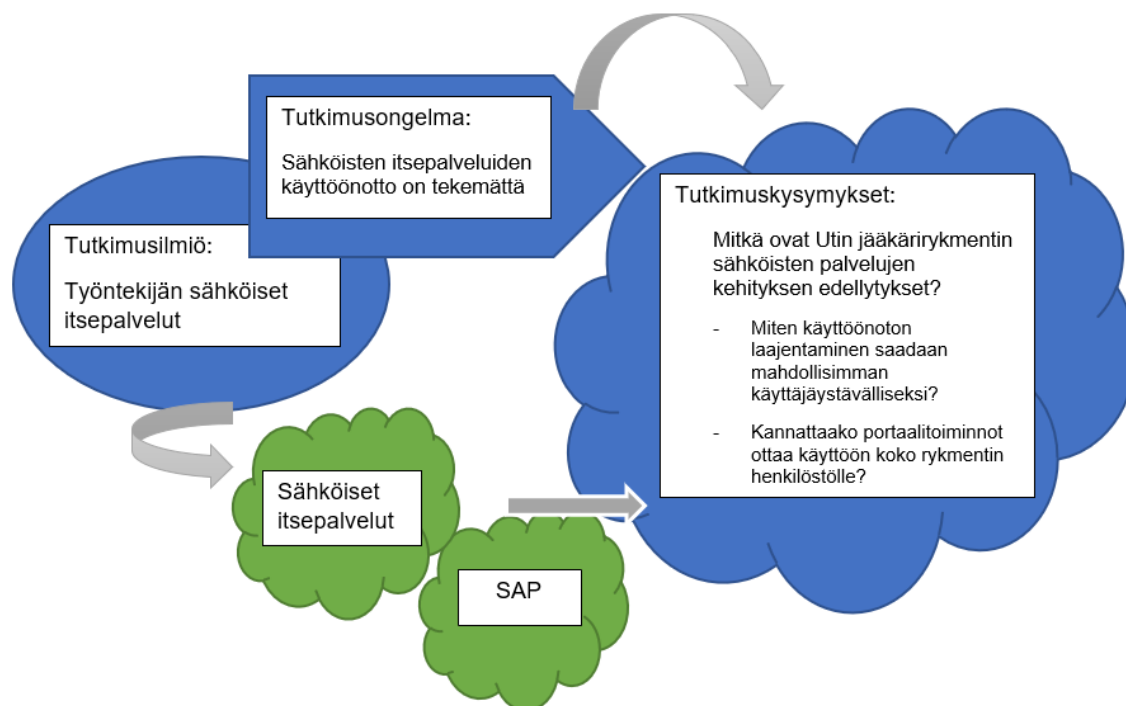 Tutkimusongelma:
Sähköisten itsepalveluiden
käyttöönotto on tekemättä
Tutkimusilmiö:
Työntekijän sähköiset
itsepalvelut
Tutkimuskysymykset:
Mitkä ovat Utin jääkärirykmentin
sähköisten palvelujen
kehityksen edellytykset?
- Miten käyttöönoton
laajentaminen saadaan
mahdollisimman
käyttäjäystävälliseksi?
- Kannattaako portaalitoiminnot
ottaa käyttöön koko rykmentin
henkilöstölle?
Sähköiset
itsepalvelut
SAP